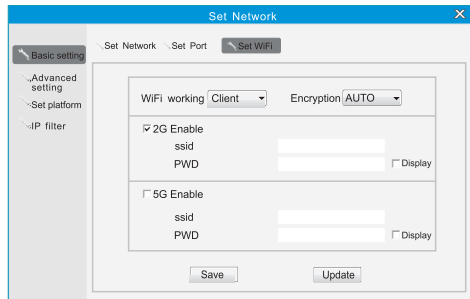 Set Network
Basic setting
Set Network Set Port Set WiFi
Advanced
setting
Set platform
IP filter
WiFi working Client Encryption AUTO
2G Enable
ssid
PWD Display
5G Enable
ssid
PWD Display
Save Update